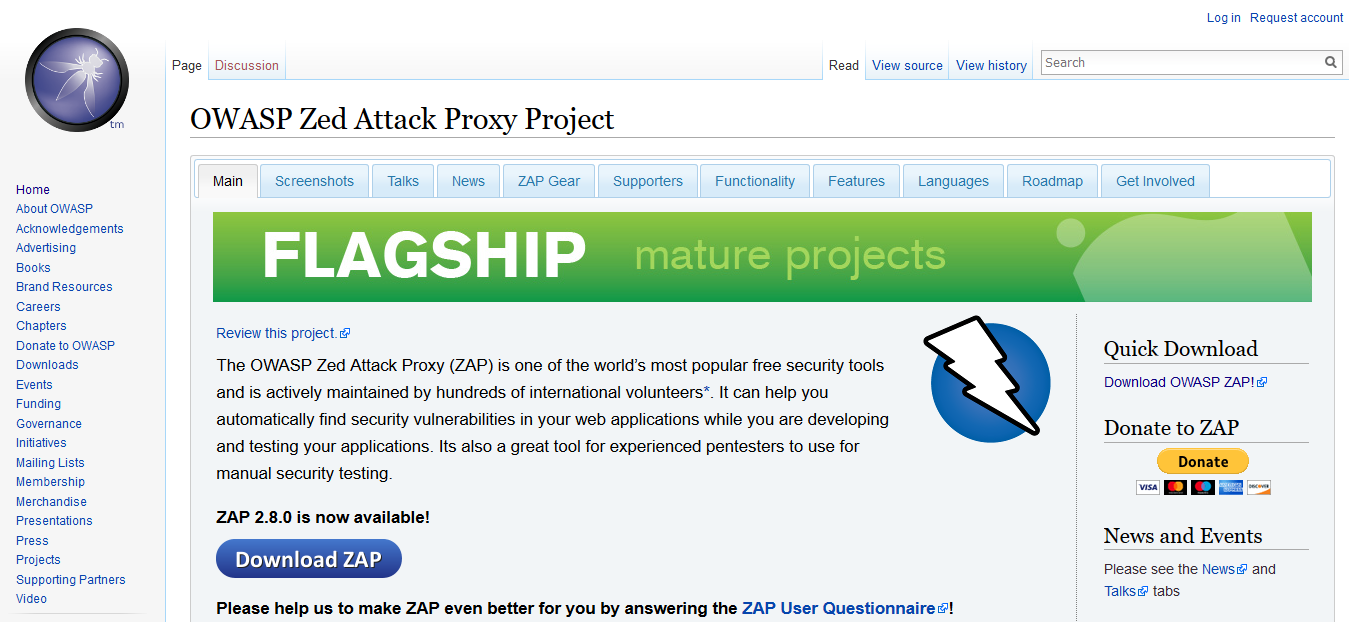 Log in Request account
tm
Page Discussion Read View source View history Search
OWASP Zed Attack Proxy Project
Main Screenshots Talks News ZAP Gear Supporters Functionality Features Languages Roadmap Get Involved
Home
About OWASP
Acknowledgements
Advertising
Books
Brand Resources
Careers
Chapters
Donate to OWASP
Downloads
Events
Funding
Governance
Initiatives
Mailing Lists
Membership
Merchandise
Presentations
Press
Projects
Supporting Partners
Video
FLAGSHIP mature projects
Review this project.
The OWASP Zed Attack Proxy (ZAP) is one of the world’s most popular free security tools
and is actively maintained by hundreds of international volunteers*. It can help you
automatically find security vulnerabilities in your web applications while you are developing
and testing your applications. Its also a great tool for experienced pentesters to use for
manual security testing.
ZAP 2.8.0 is now available!
Download ZAP
Please help us to make ZAP even better for you by answering the ZAP User Questionnaire!
Quick Download
Download OWASP ZAP!
Donate to ZAP
Donate
VISA DISCOVER
News and Events
Please see the News and
Talks tabs